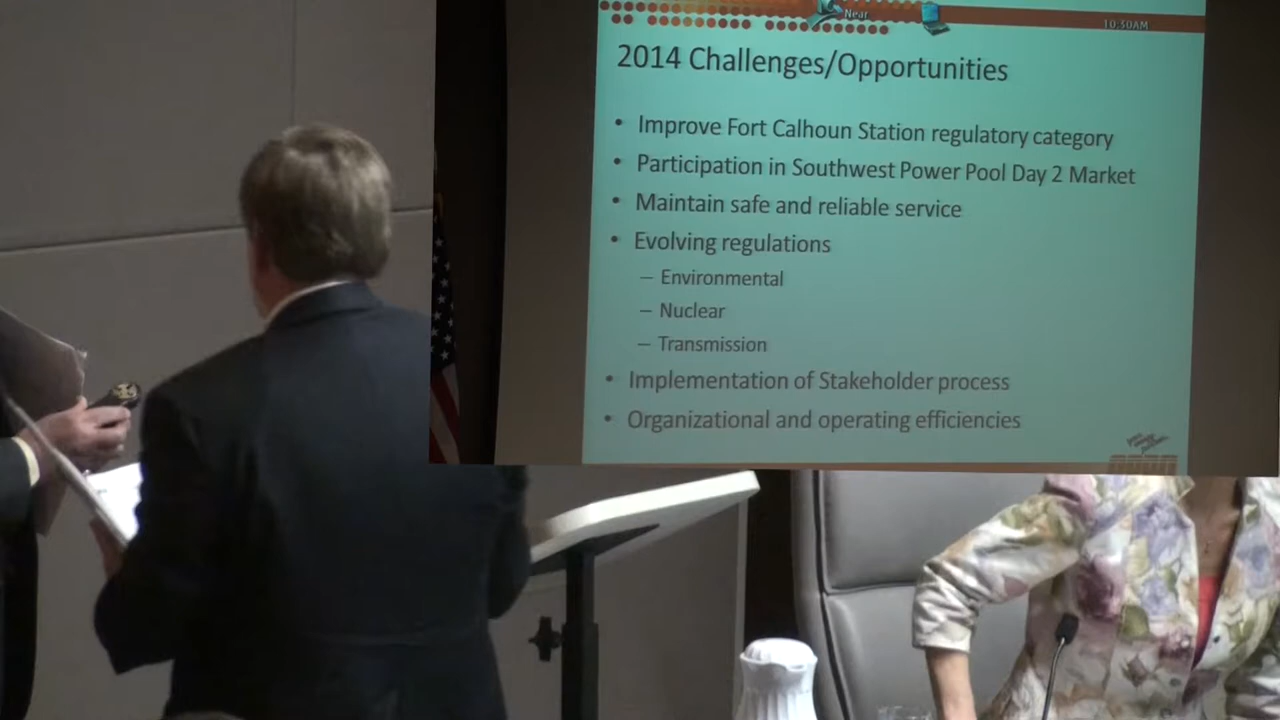 Near
10:30AM
2014 Challenges/Opportunities
• Improve Fort Calhoun Station regulatory category
• Participation in Southwest Power Pool Day 2 Market
• Maintain safe and reliable service
• Evolving regulations
– Environmental
– Nuclear
– Transmission
• Implementation of Stakeholder process
• Organizational and operating efficiencies